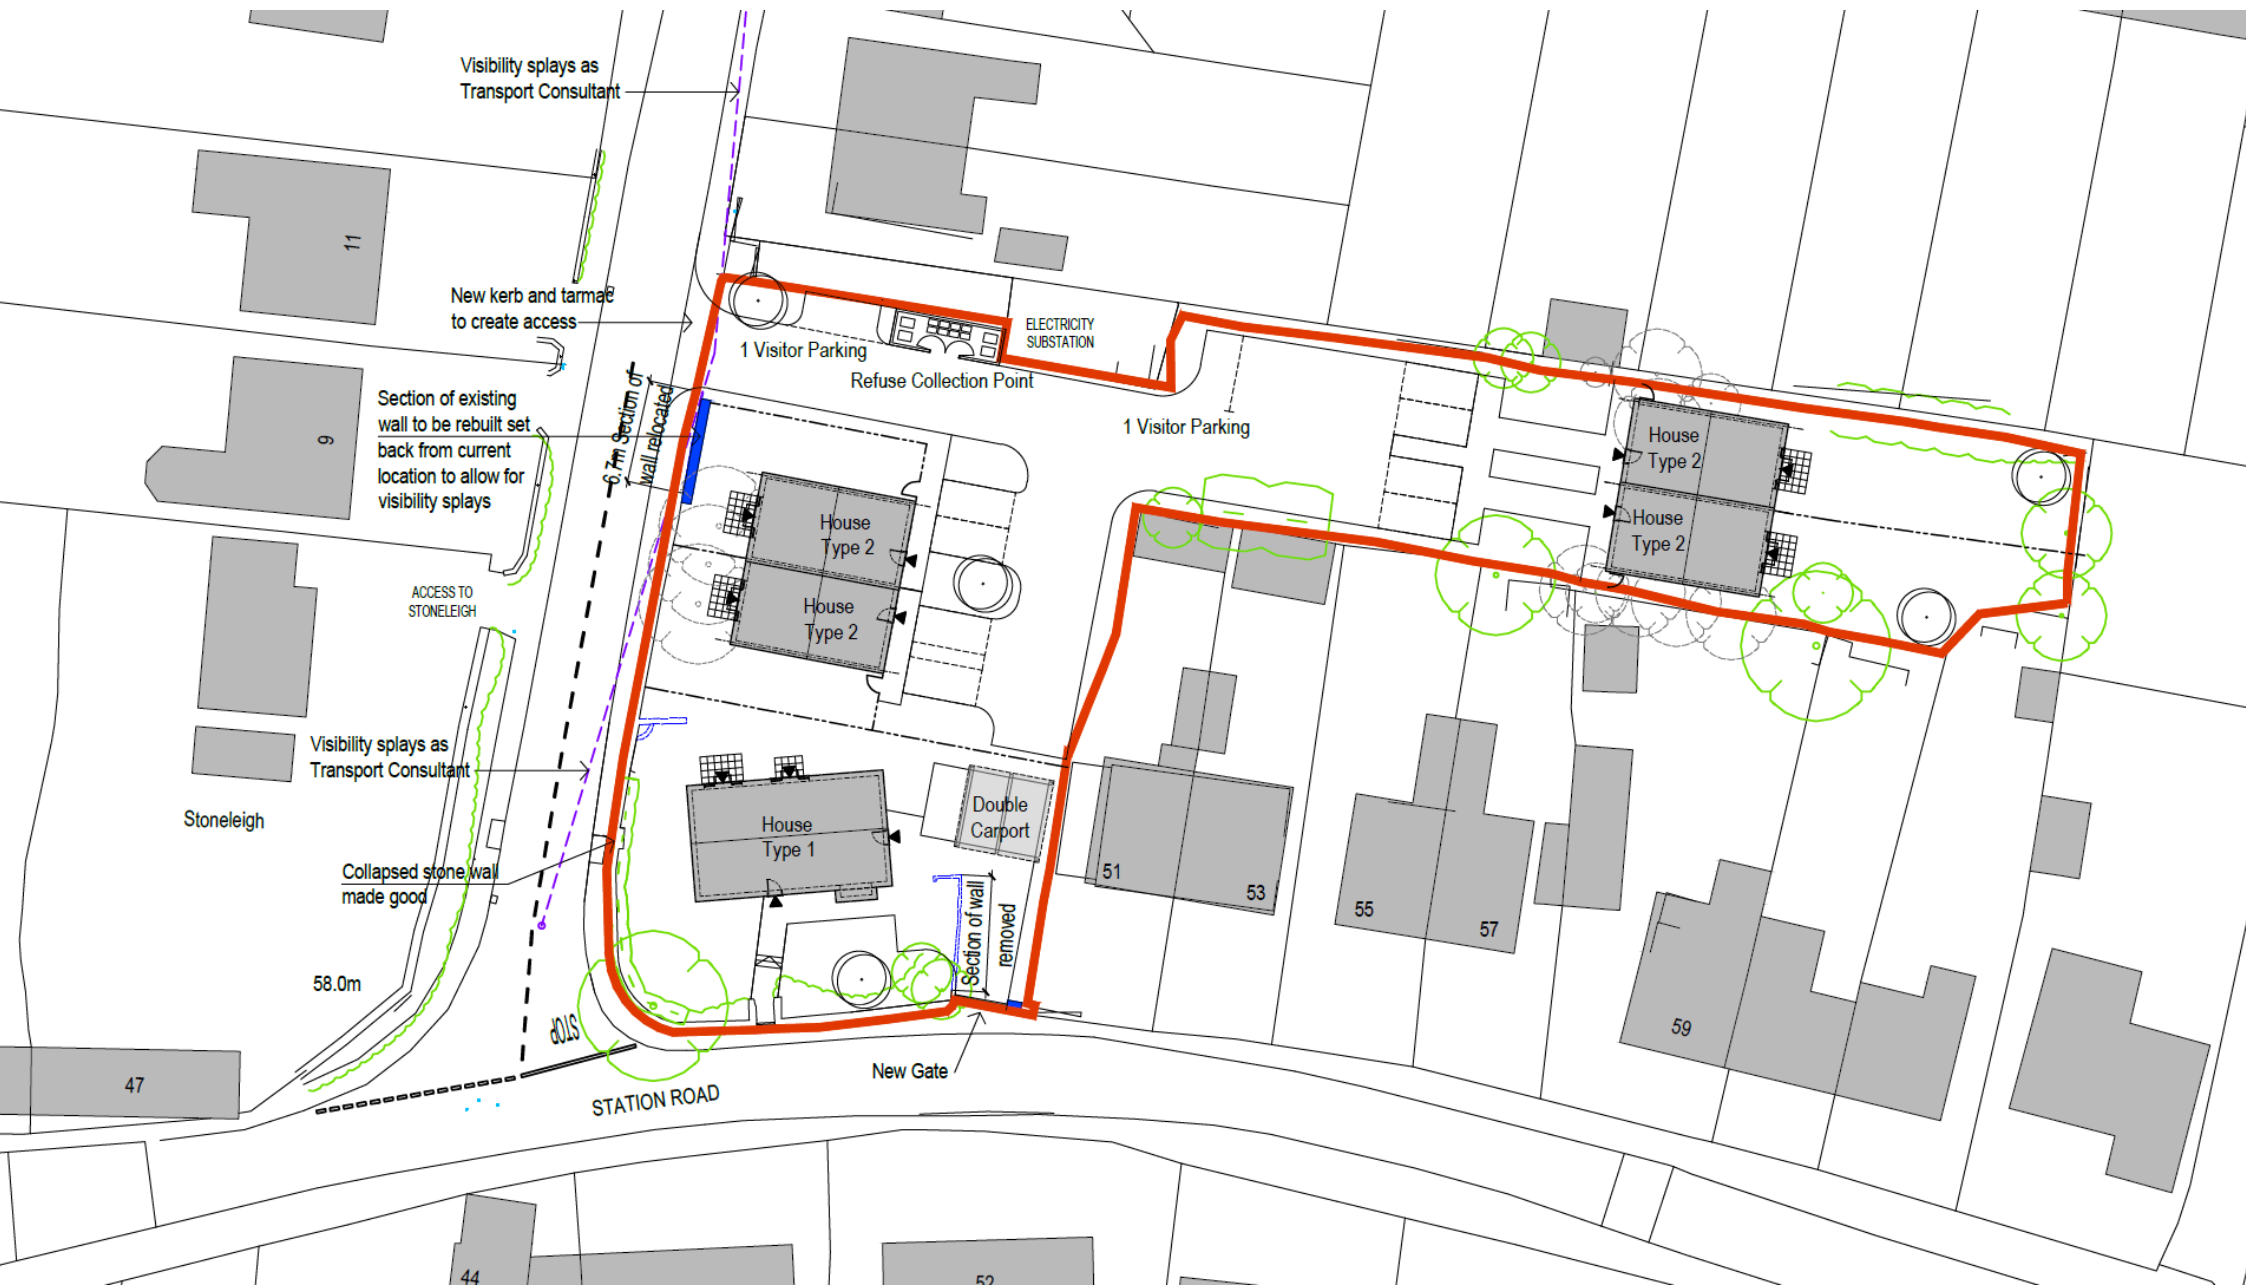 Visibility splays as
Transport Consultant
11
New kerb and tarmac
to create access
1 Visitor Parking
Refuse Collection Point
ELECTRICITY
SUBSTATION
1 Visitor Parking
Section of existing
wall to be rebuilt set
back from current
location to allow for
visibility splays
6.7m Section of
wall relocated
9
House
Type 2
House
Type 2
House
Type 2
House
Type 2
ACCESS TO
STONELEIGH
Visibility splays as
Transport Consultant
Stoneleigh
House
Type 1
Double
Carport
Collapsed stone wall
made good
51
53
55
57
59
Section of wall
removed
58.0m
STOP
New Gate
STATION ROAD
47
44
52